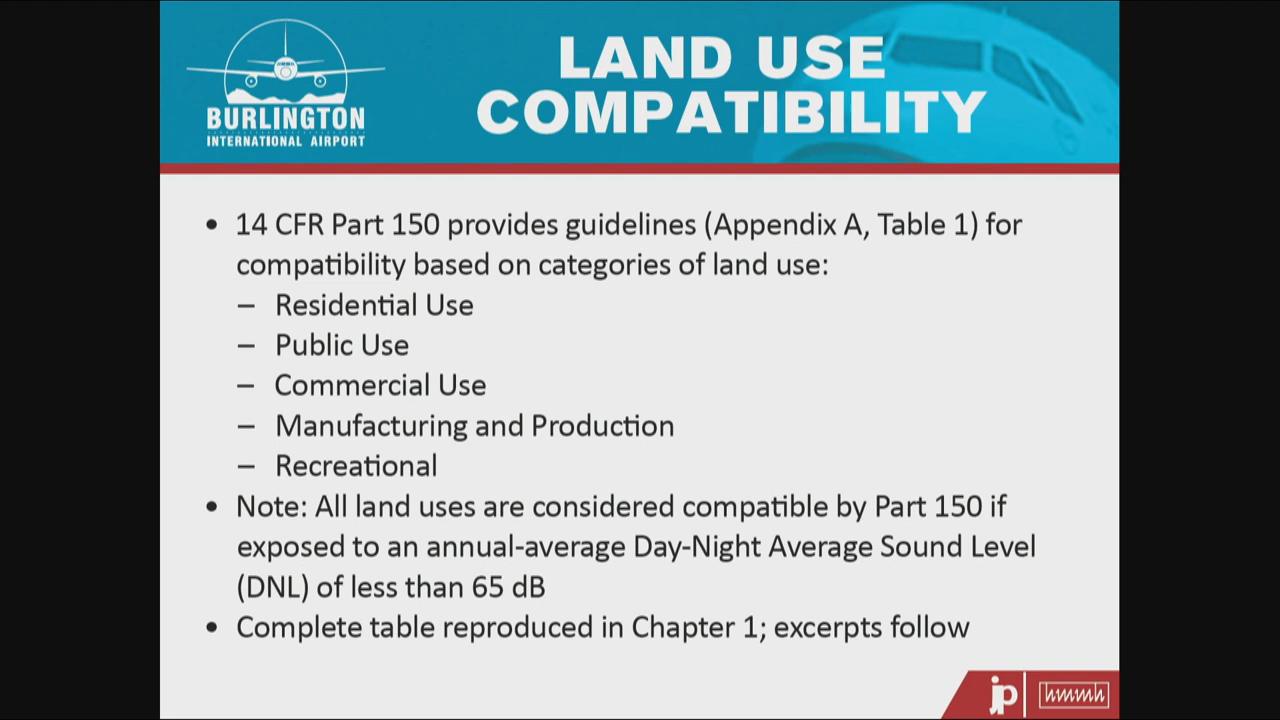 BURLINGTON
INTERNATIONAL AIRPORT
LAND USE
COMPATIBILITY
• 14 CFR Part 150 provides guidelines (Appendix A, Table 1) for
compatibility based on categories of land use:
– Residential Use
– Public Use
– Commercial Use
– Manufacturing and Production
– Recreational
• Note: All land uses are considered compatible by Part 150 if
exposed to an annual-average Day-Night Average Sound Level
(DNL) of less than 65 dB
• Complete table reproduced in Chapter 1; excerpts follow
jp
hmmh